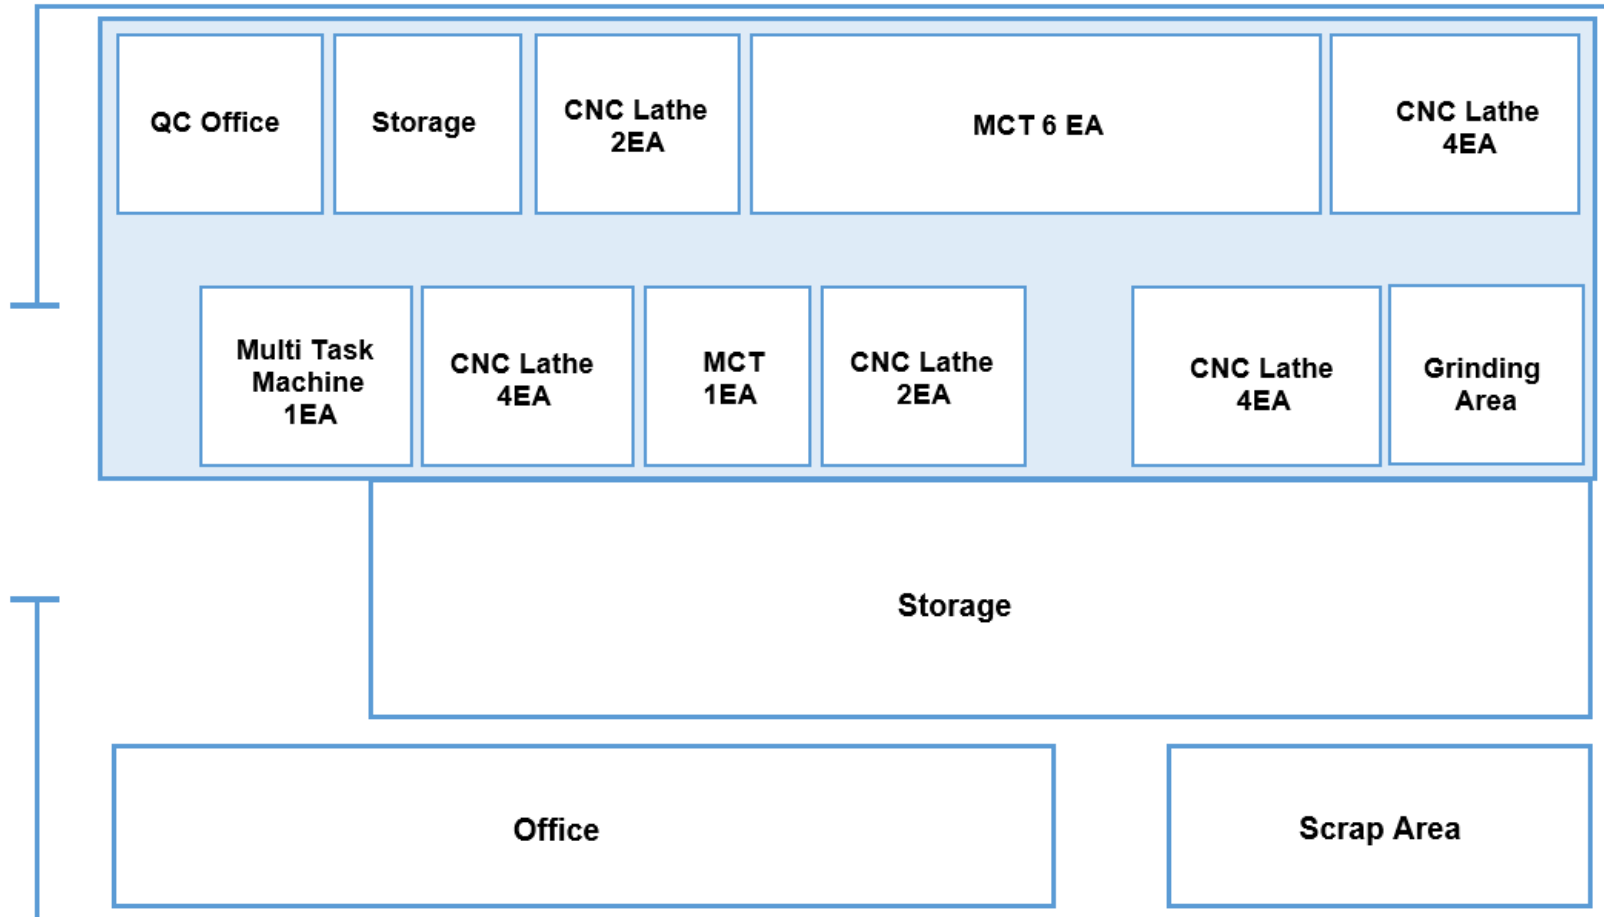 QC Office
Storage
CNC Lathe
2EA
MCT 6 EA
CNC Lathe
4EA
Multi Task
Machine
1EA
CNC Lathe
4EA
MCT
1EA
CNC Lathe
2EA
CNC Lathe
4EA
Grinding
Area
Storage
Office
Scrap Area